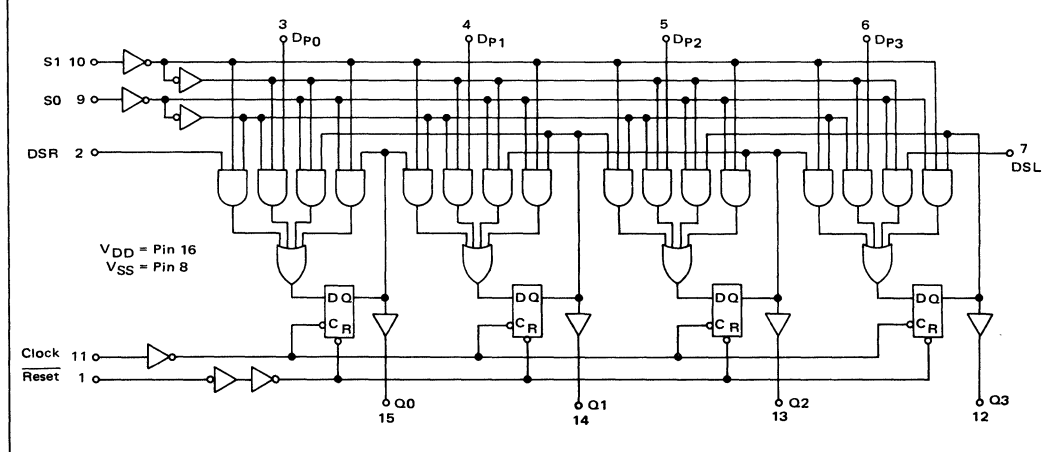 3 DP0
4 DP1
5 DP2
6 DP3
S1 10
S0 9
DSR 2
7
DSL
VDD = Pin 16
VSS = Pin 8
D Q
C R
D Q
C R
D Q
C R
D Q
C R
Clock 11
Reset 1
Q0
15
Q1
14
Q2
13
Q3
12